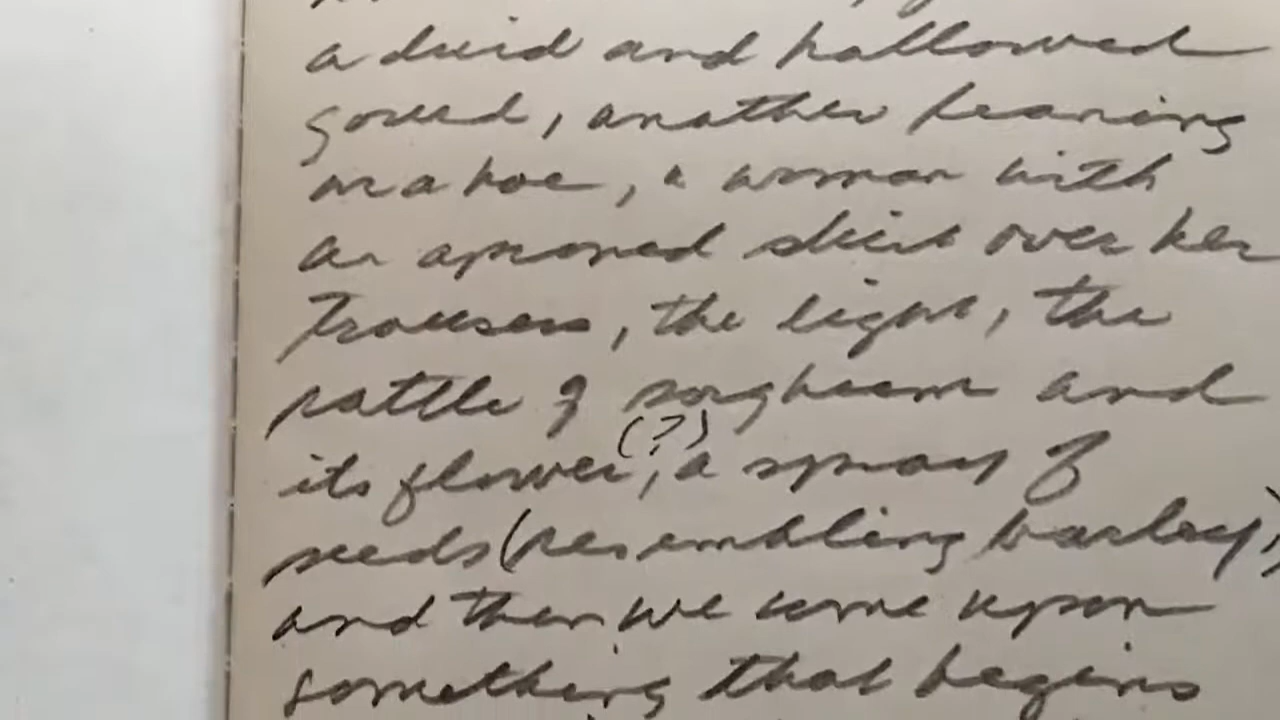 a dried and hallowed
gourd, another leaning
on a hoe, a woman with
an aproned skirt over her
trousers, the light, the
rattle of sorghum and
its flower(?), a spray of
seeds (resembling barley),
and then we come upon
something that begins